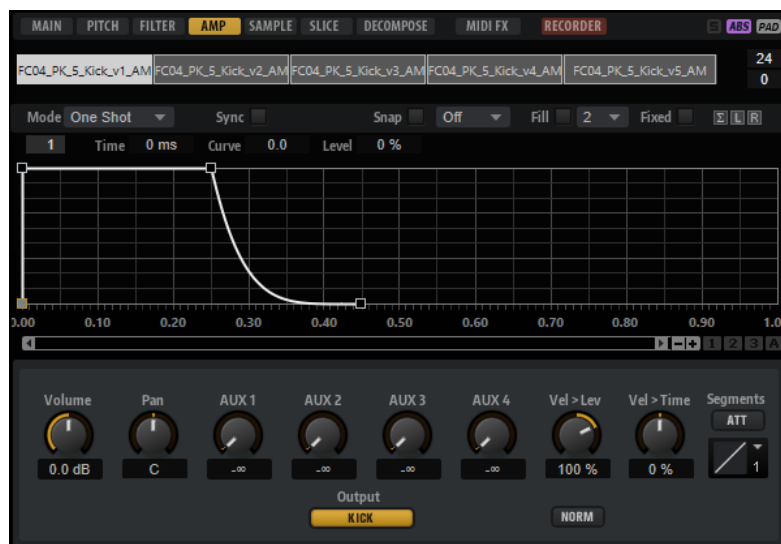 MAIN PITCH FILTER AMP SAMPLE SLICE DECOMPOSE MIDI FX RECORDER S ABS PAD
FC04_PK_5_Kick_v1_AM FC04_PK_5_Kick_v2_AM FC04_PK_5_Kick_v3_AM FC04_PK_5_Kick_v4_AM FC04_PK_5_Kick_v5_AM 24
0
Mode One Shot Sync Snap Off Fill 2 Fixed Σ L R
1 Time 0 ms Curve 0.0 Level 0 %
0.00 0.10 0.20 0.30 0.40 0.50 0.60 0.70 0.80 0.90 1.0
- + 1 2 3 A
Volume Pan AUX 1 AUX 2 AUX 3 AUX 4 Vel>Lev Vel>Time Segments
ATT
0.0 dB C -∞ -∞ -∞ -∞ 100 % 0 % 1
Output
KICK NORM